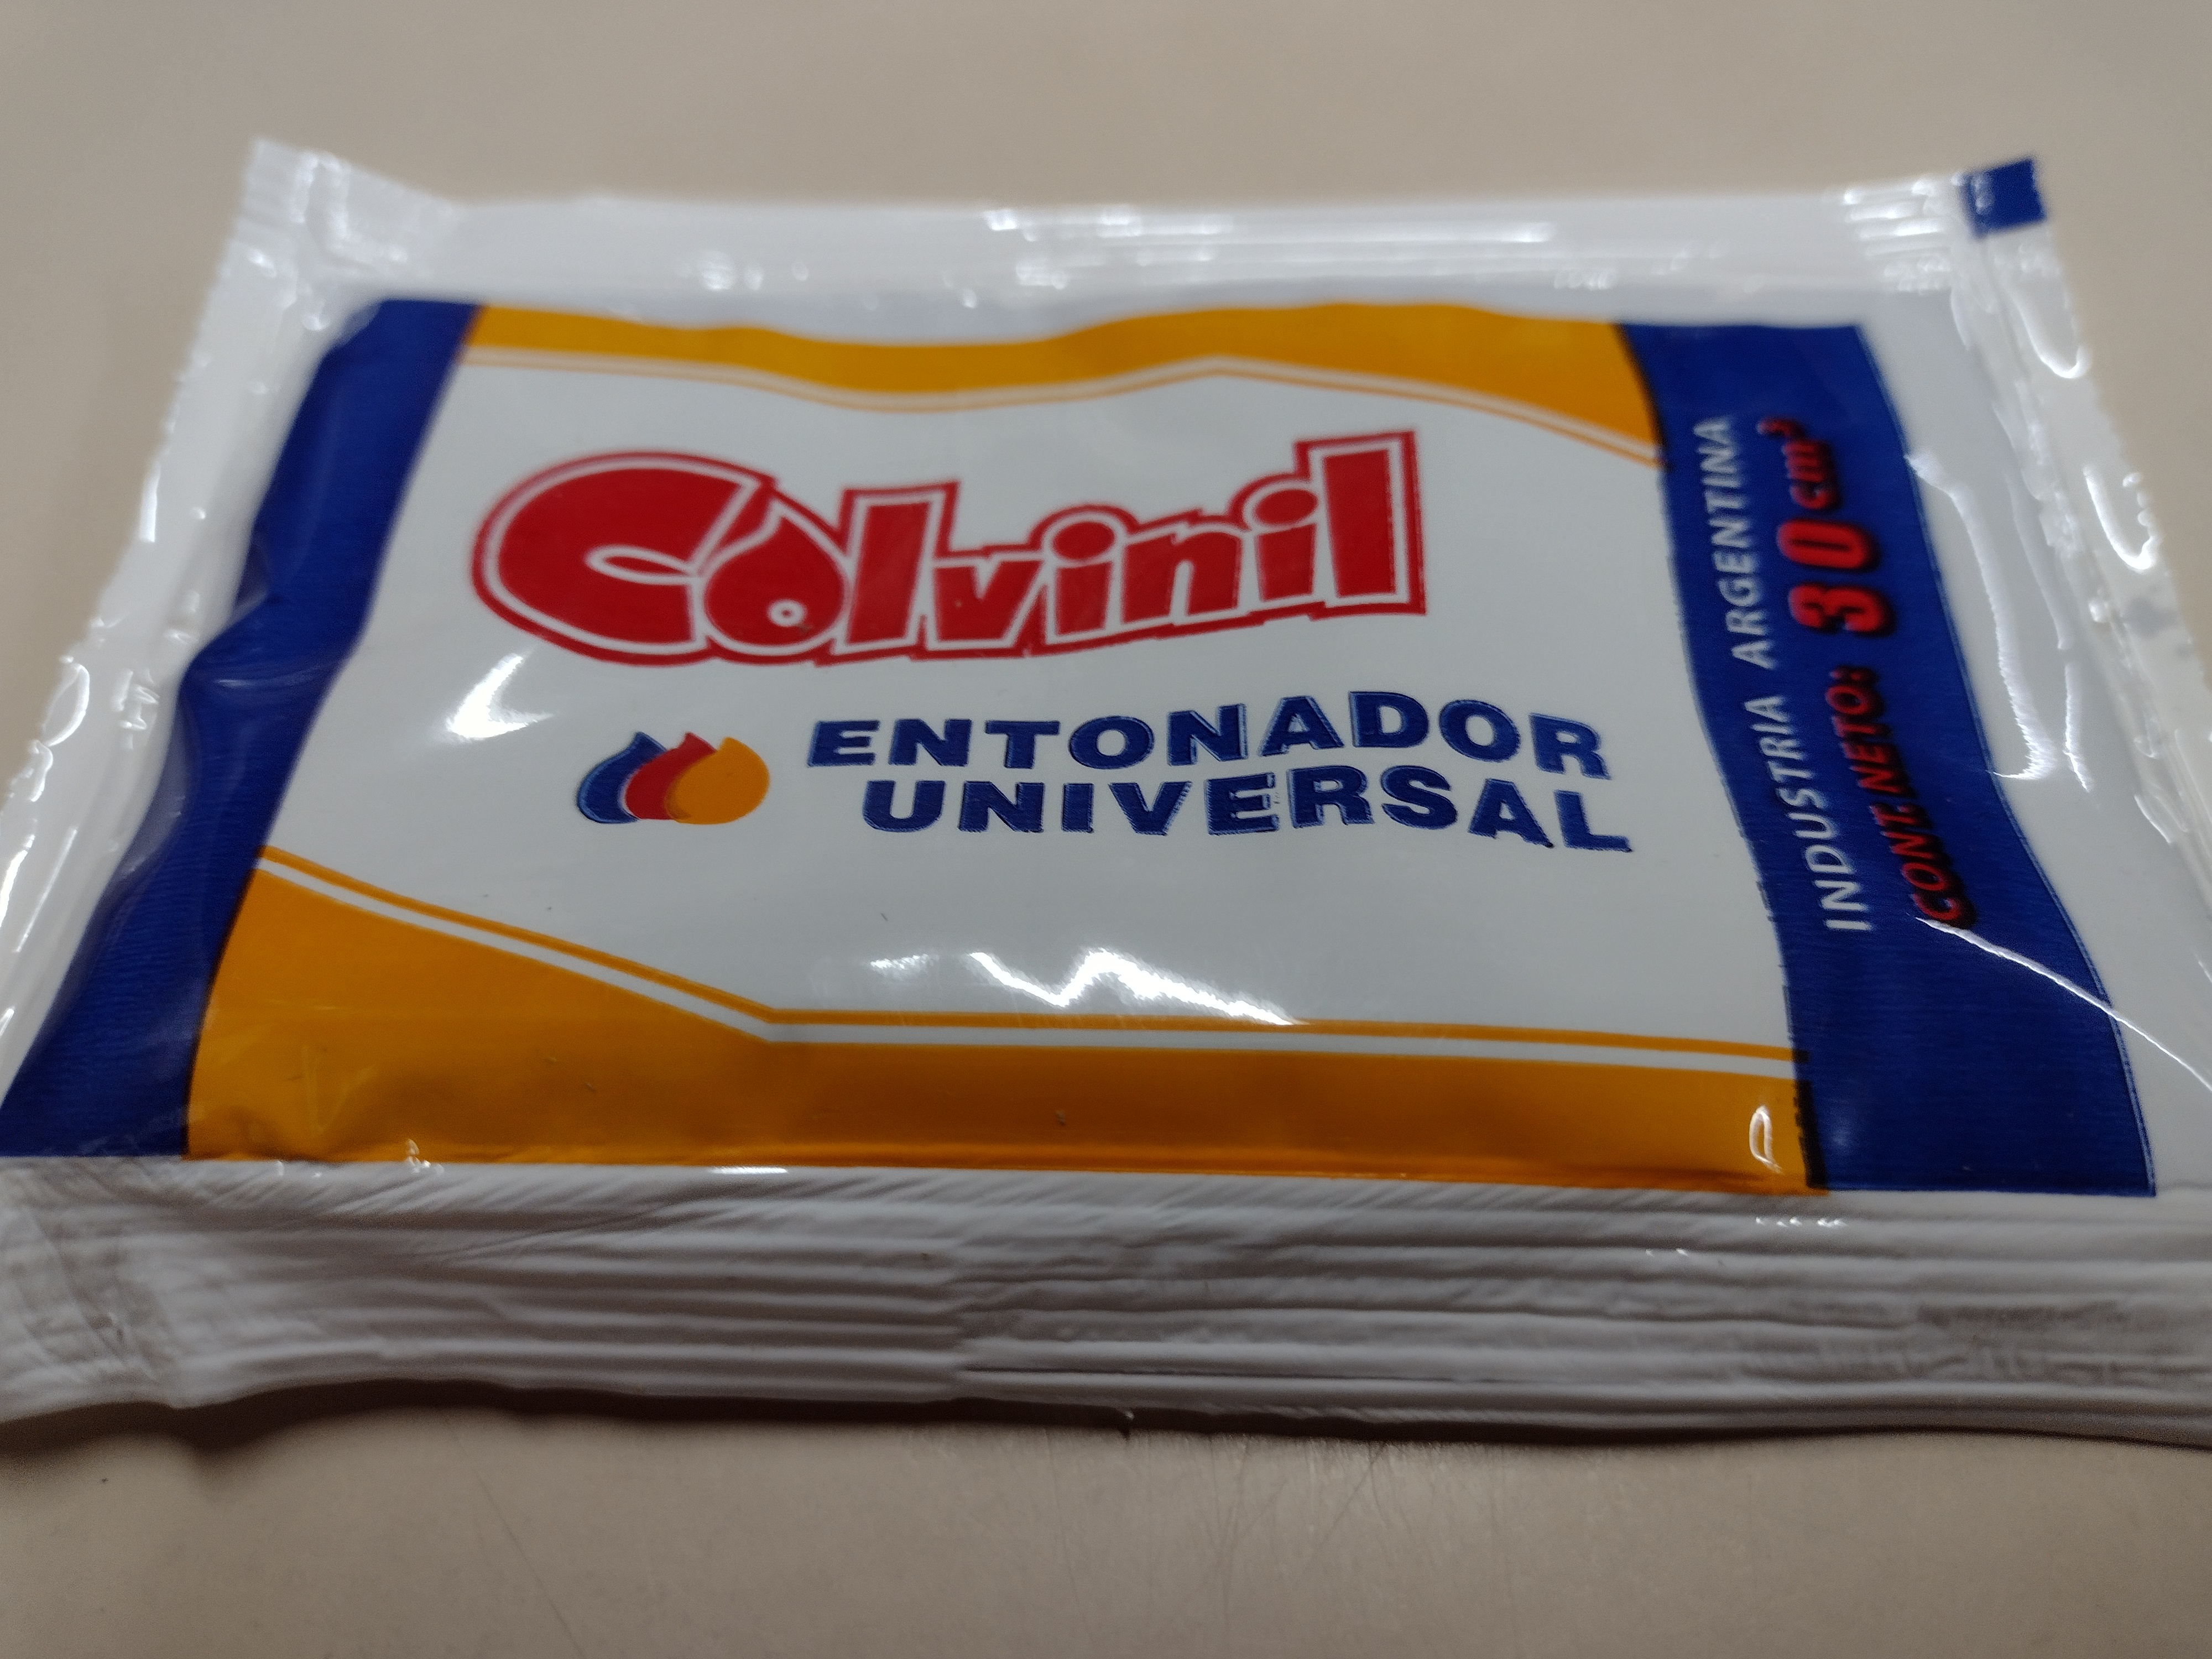 Colvinil
ENTONADOR
UNIVERSAL
INDUSTRIA ARGENTINA
CONT. NETO: 30 cm³